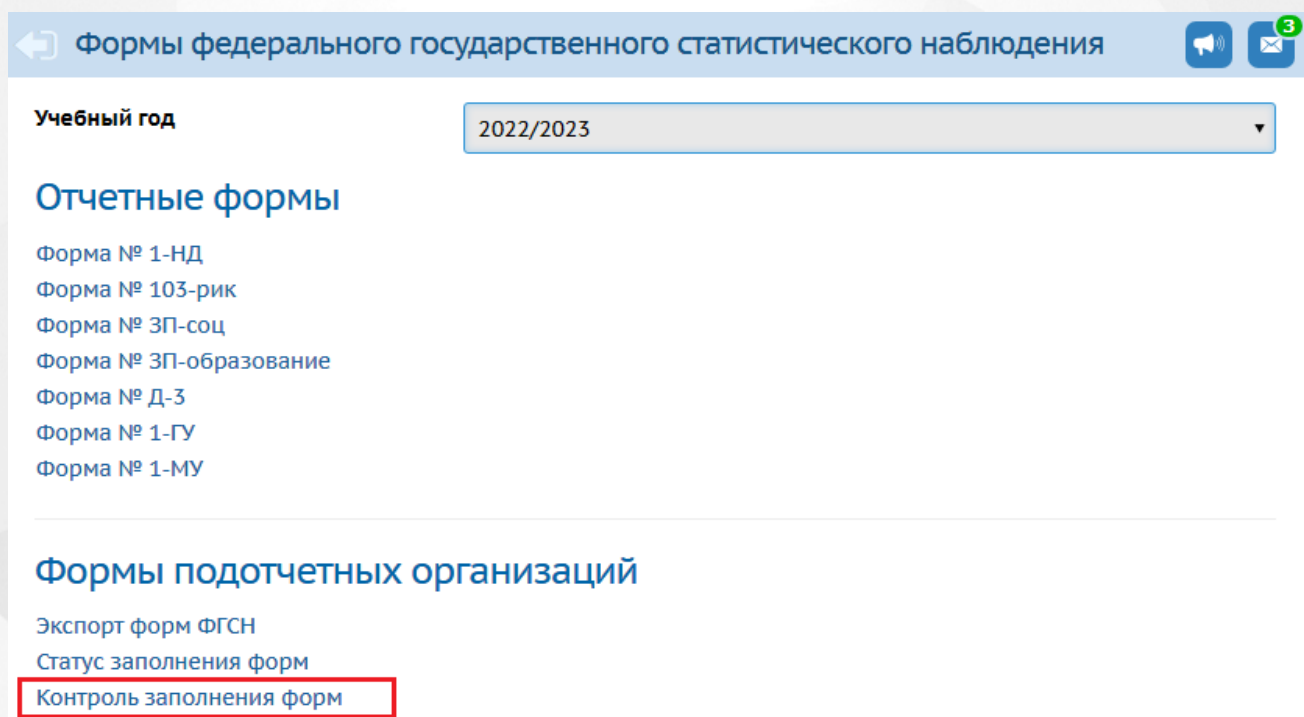 Формы федерального государственного статистического наблюдения
3
Учебный год
2022/2023
Отчетные формы
Форма № 1-НД
Форма № 103-рик
Форма № ЗП-соц
Форма № ЗП-образование
Форма № Д-3
Форма № 1-ГУ
Форма № 1-МУ
Формы подотчетных организаций
Экспорт форм ФГСН
Статус заполнения форм
Контроль заполнения форм